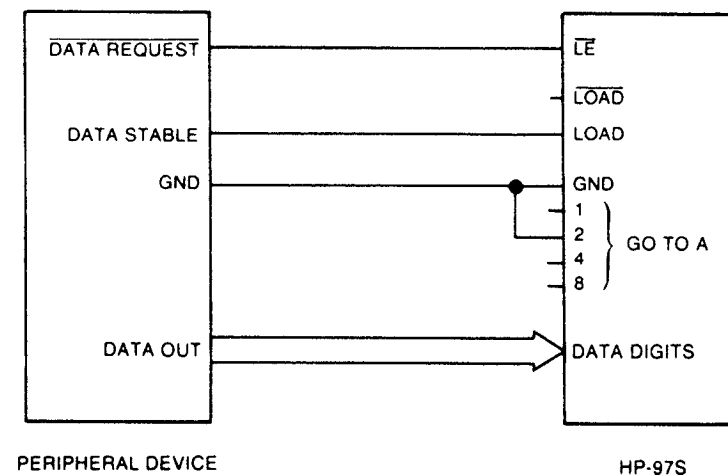 DATA REQUEST
LE
LOAD
DATA STABLE
LOAD
GND
GND
1
2
4
8
GO TO A
DATA OUT
DATA DIGITS
PERIPHERAL DEVICE
HP-97S